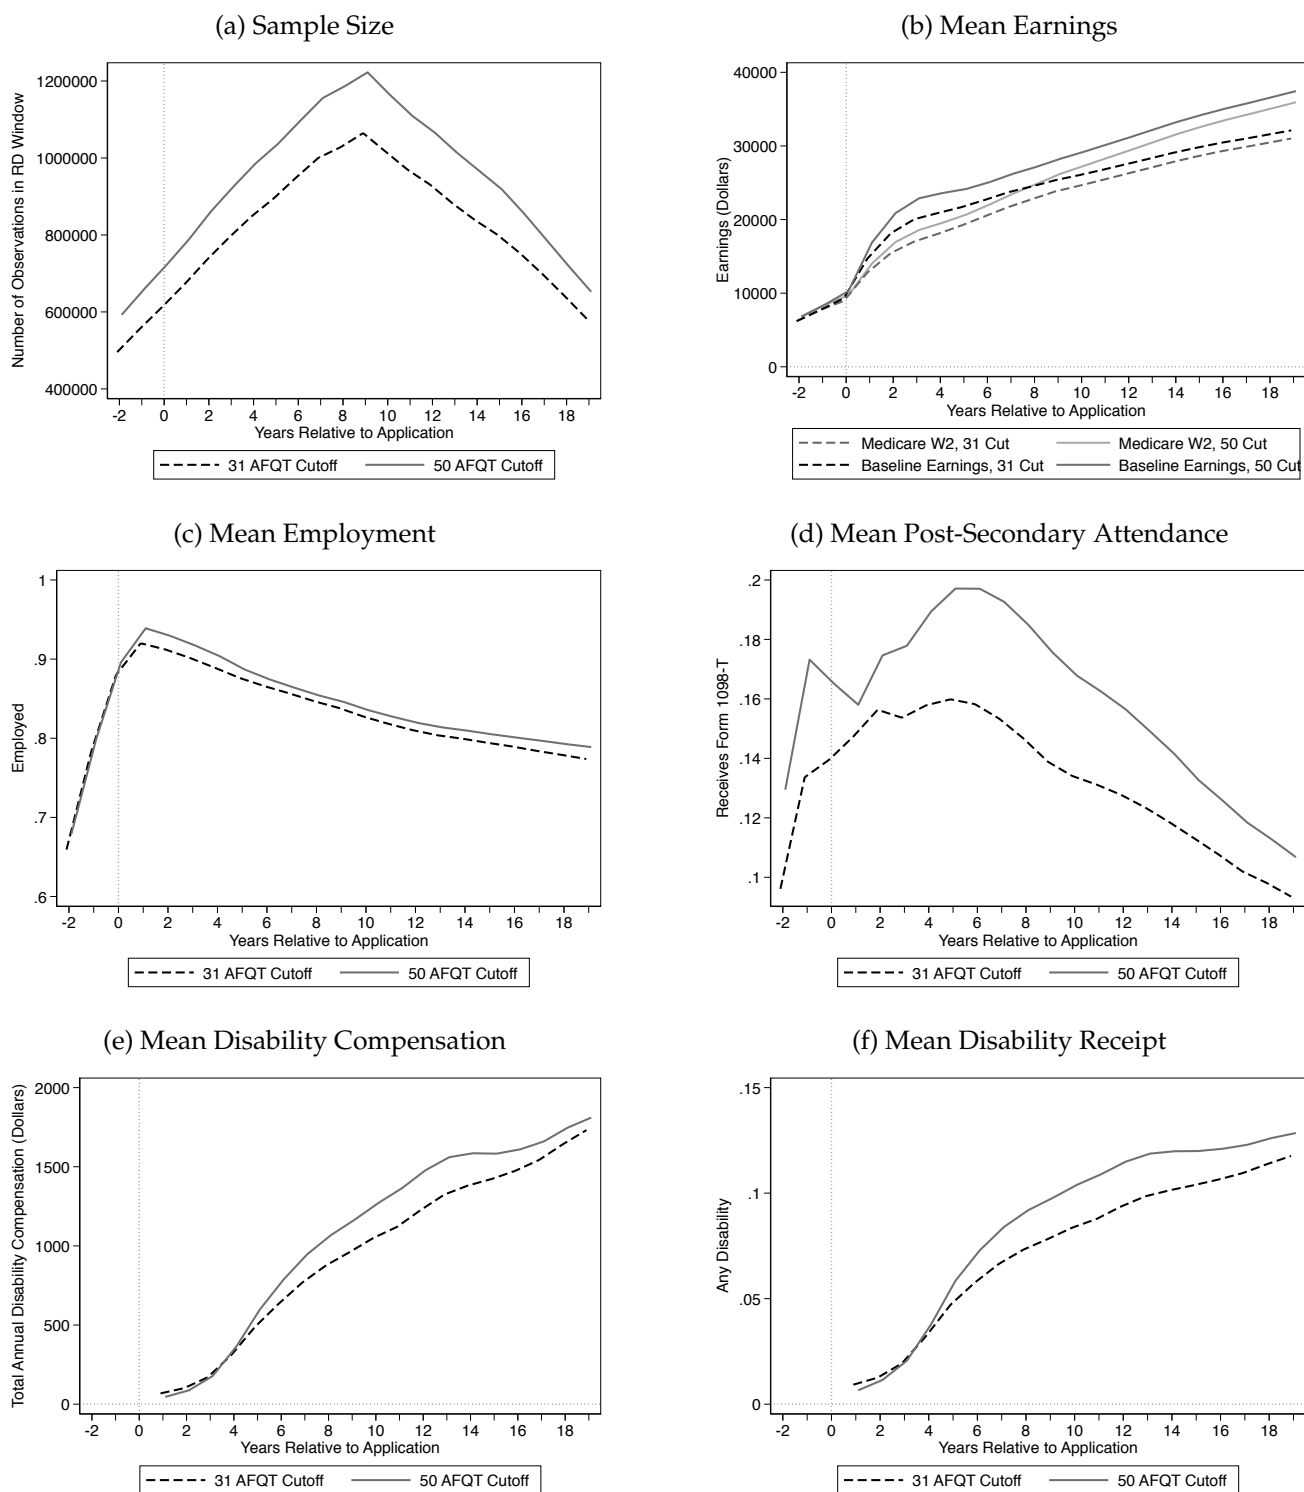 (a) Sample Size
Number of Observations in RD Window
1200000
1000000
800000
600000
400000
-2 0 2 4 6 8 10 12 14 16 18
Years Relative to Application
31 AFQT Cutoff 50 AFQT Cutoff
(b) Mean Earnings
Earnings (Dollars)
40000
30000
20000
10000
0
-2 0 2 4 6 8 10 12 14 16 18
Years Relative to Application
Medicare W2, 31 Cut Medicare W2, 50 Cut
Baseline Earnings, 31 Cut Baseline Earnings, 50 Cut
(c) Mean Employment
Employed
1
.9
.8
.7
.6
-2 0 2 4 6 8 10 12 14 16 18
Years Relative to Application
31 AFQT Cutoff 50 AFQT Cutoff
(d) Mean Post-Secondary Attendance
Receives Form 1098-T
.2
.18
.16
.14
.12
.1
-2 0 2 4 6 8 10 12 14 16 18
Years Relative to Application
31 AFQT Cutoff 50 AFQT Cutoff
(e) Mean Disability Compensation
Total Annual Disability Compensation (Dollars)
2000
1500
1000
500
0
-2 0 2 4 6 8 10 12 14 16 18
Years Relative to Application
31 AFQT Cutoff 50 AFQT Cutoff
(f) Mean Disability Receipt
Any Disability
.15
.1
.05
0
-2 0 2 4 6 8 10 12 14 16 18
Years Relative to Application
31 AFQT Cutoff 50 AFQT Cutoff